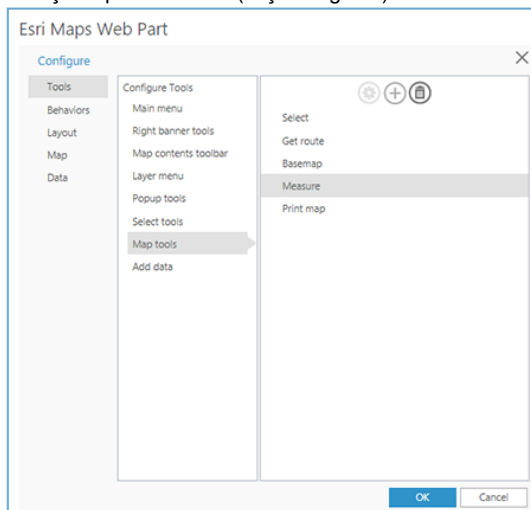 Esri Maps Web Part
Configure
Tools
Behaviors
Layout
Map
Data
Configure Tools
Main menu
Right banner tools
Map contents toolbar
Layer menu
Popup tools
Select tools
Map tools
Add data
Select
Get route
Basemap
Measure
Print map
OK
Cancel